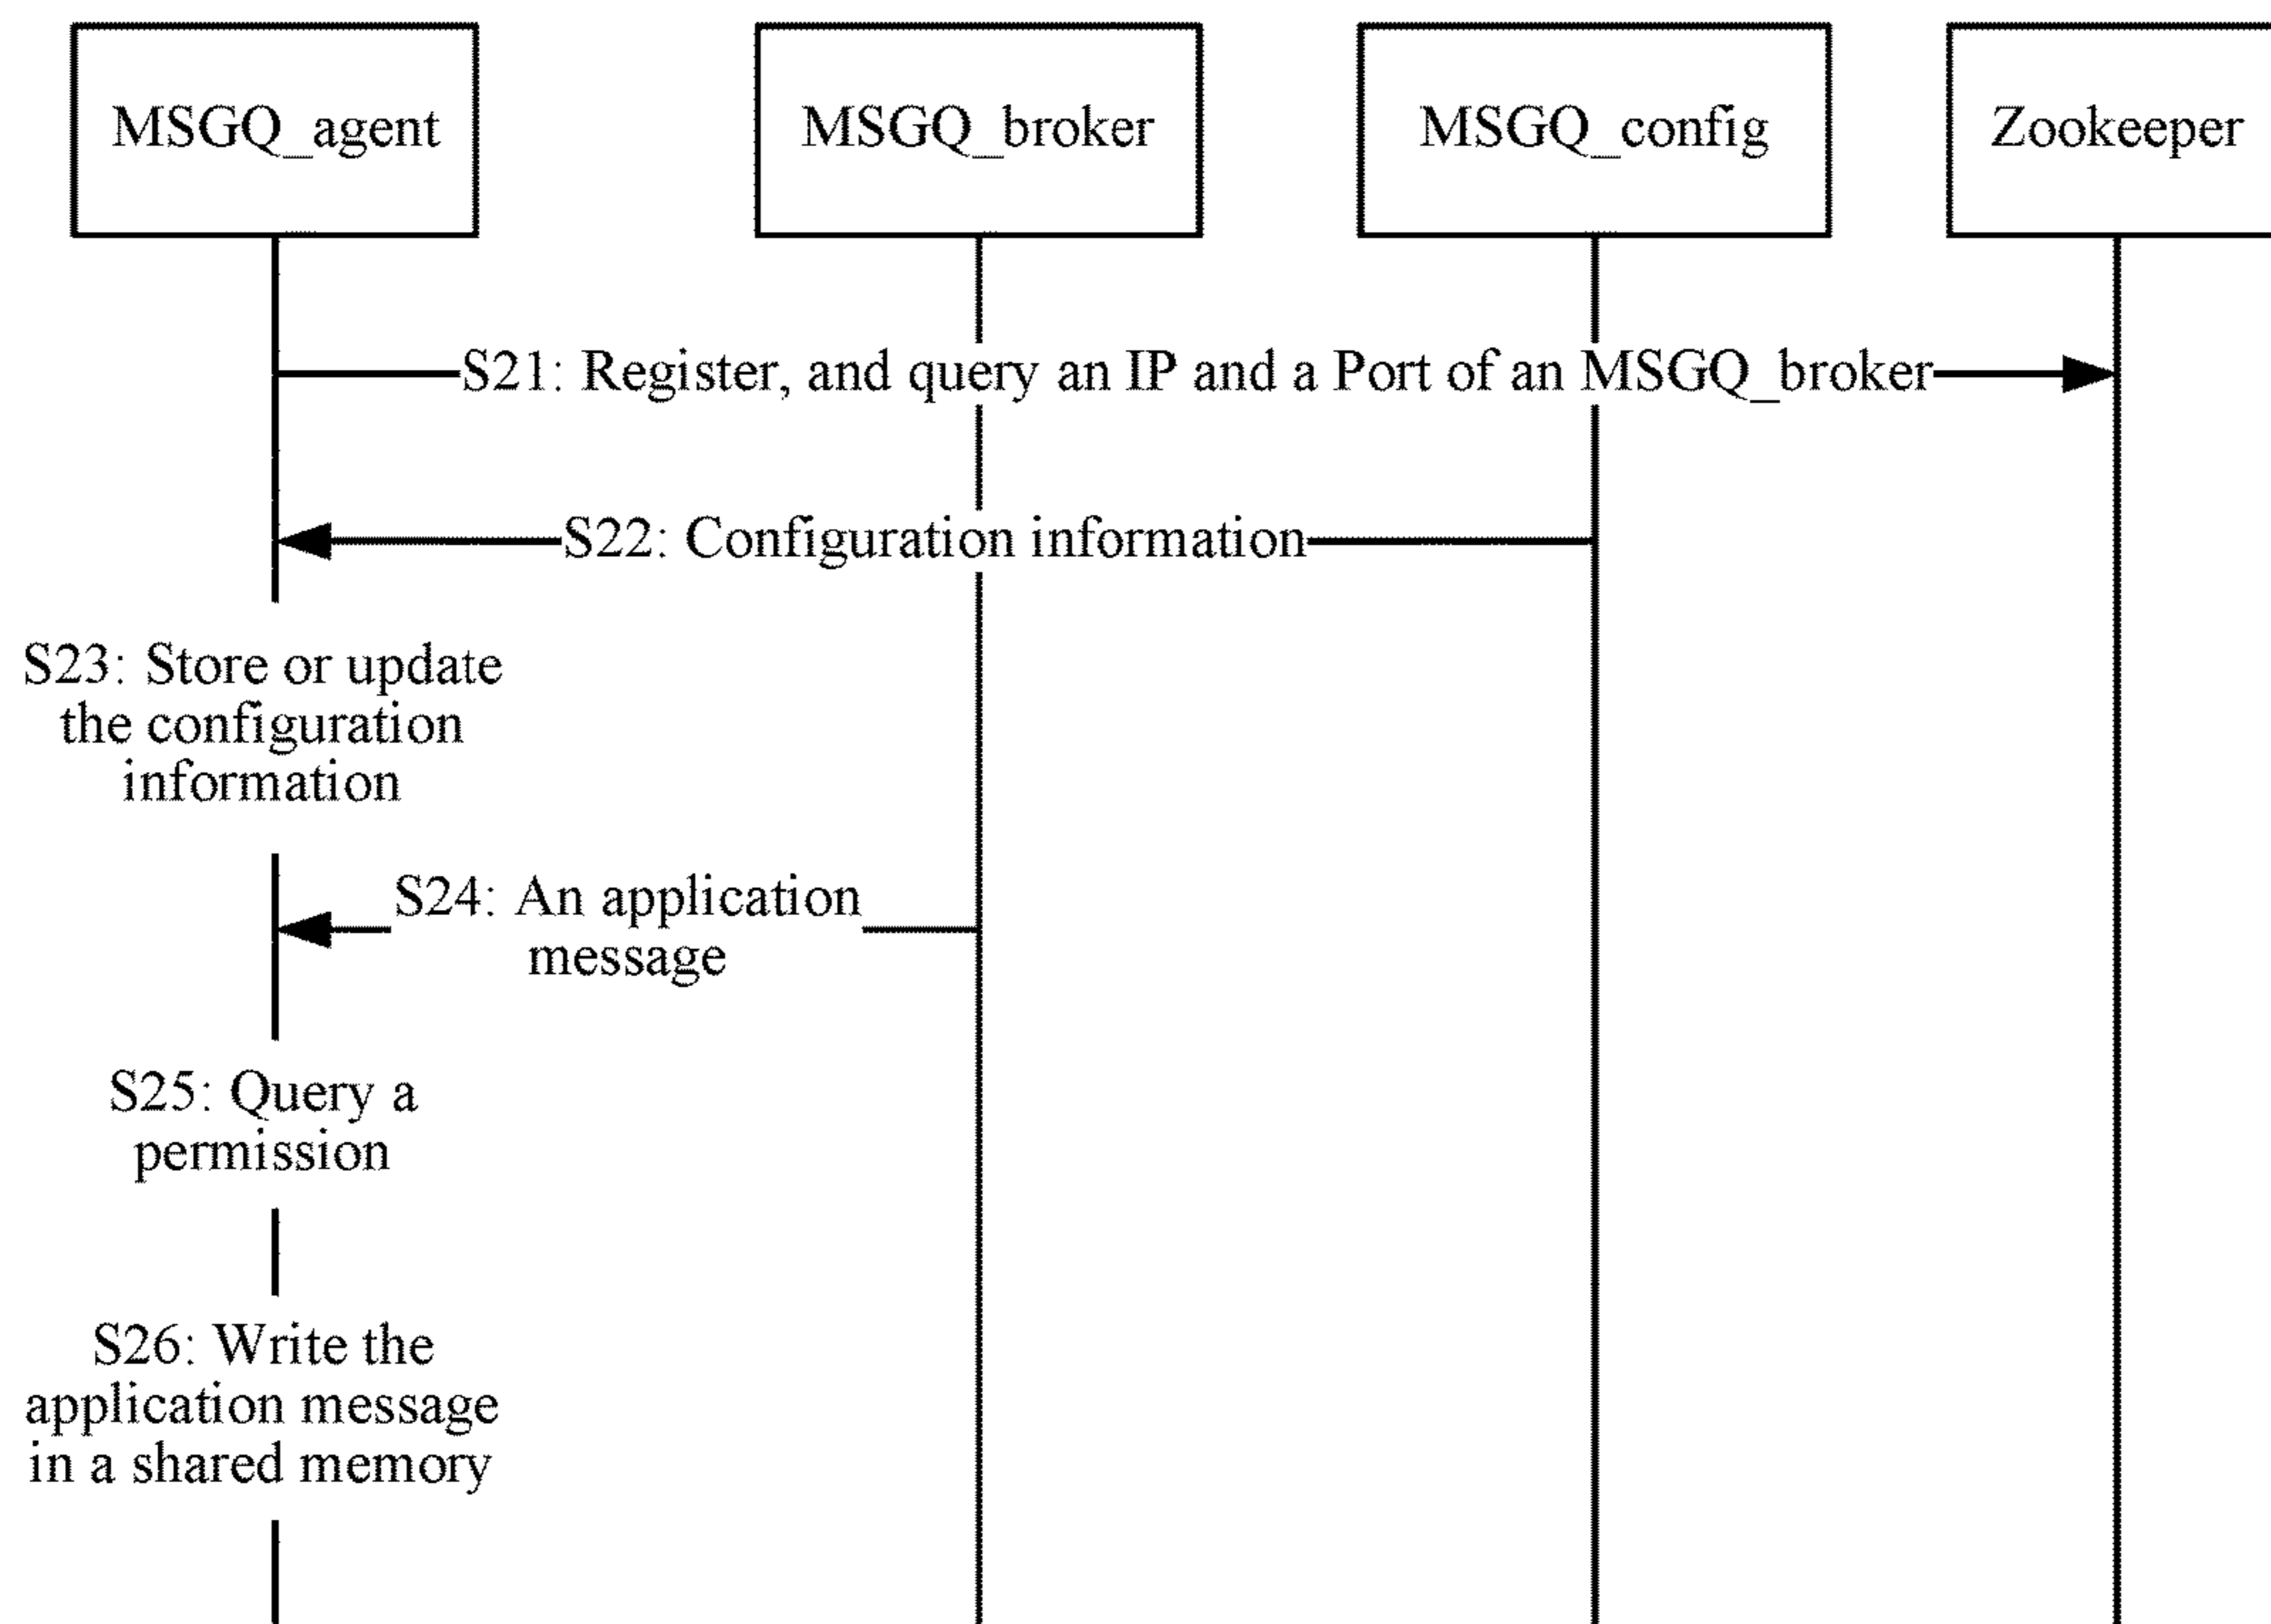 MSGQ_agent
MSGQ_broker
MSGQ_config
Zookeeper
S21: Register, and query an IP and a Port of an MSGQ_broker
S22: Configuration information
S23: Store or update
the configuration
information
S24: An application
message
S25: Query a
permission
S26: Write the
application message
in a shared memory